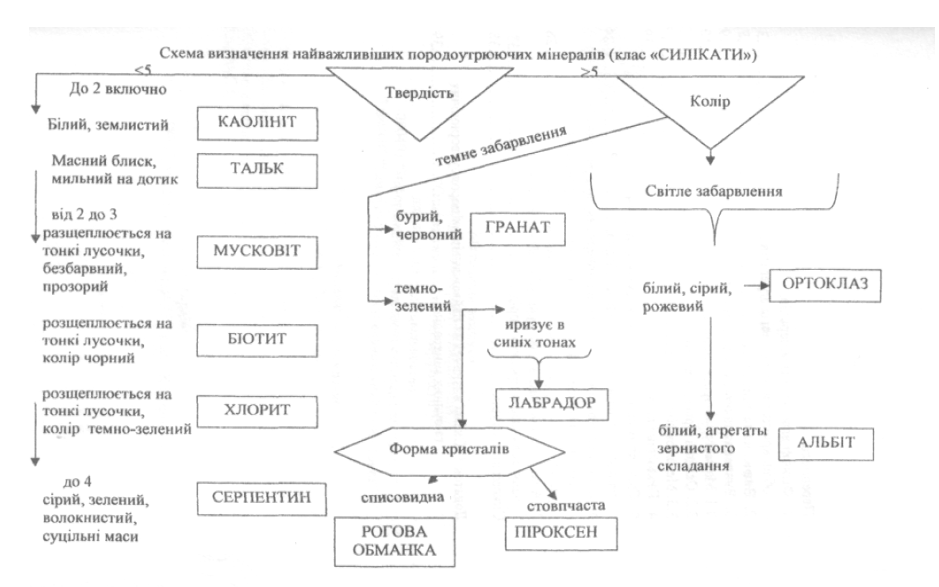 Схема визначення найважливіших породоутрюючих мінералів (клас «СИЛІКАТИ»)
<5
≥5
До 2 включно
Твердість
Колір
Білий, землистий
КАОЛІНІТ
Масний блиск,
мильний на дотик
ТАЛЬК
від 2 до 3
разщеплюється на
тонкі лусочки,
безбарвний,
прозорий
МУСКОВІТ
розщеплюється на
тонкі лусочки,
колір чорний
БІОТИТ
розщеплюється на
тонкі лусочки,
колір темно-зелений
ХЛОРИТ
до 4
сірий, зелений,
волокнистий,
суцільні маси
СЕРПЕНТИН
темне забарвлення
бурий,
червоний
ГРАНАТ
темно-
зелений
иризує в
синіх тонах
ЛАБРАДОР
Форма кристалів
списовидна
РОГОВА
ОБМАНКА
стовпчаста
ПІРОКСЕН
Світле забарвлення
білий, сірий,
рожевий
ОРТОКЛАЗ
білий, агрегаты
зернистого
складання
АЛЬБІТ